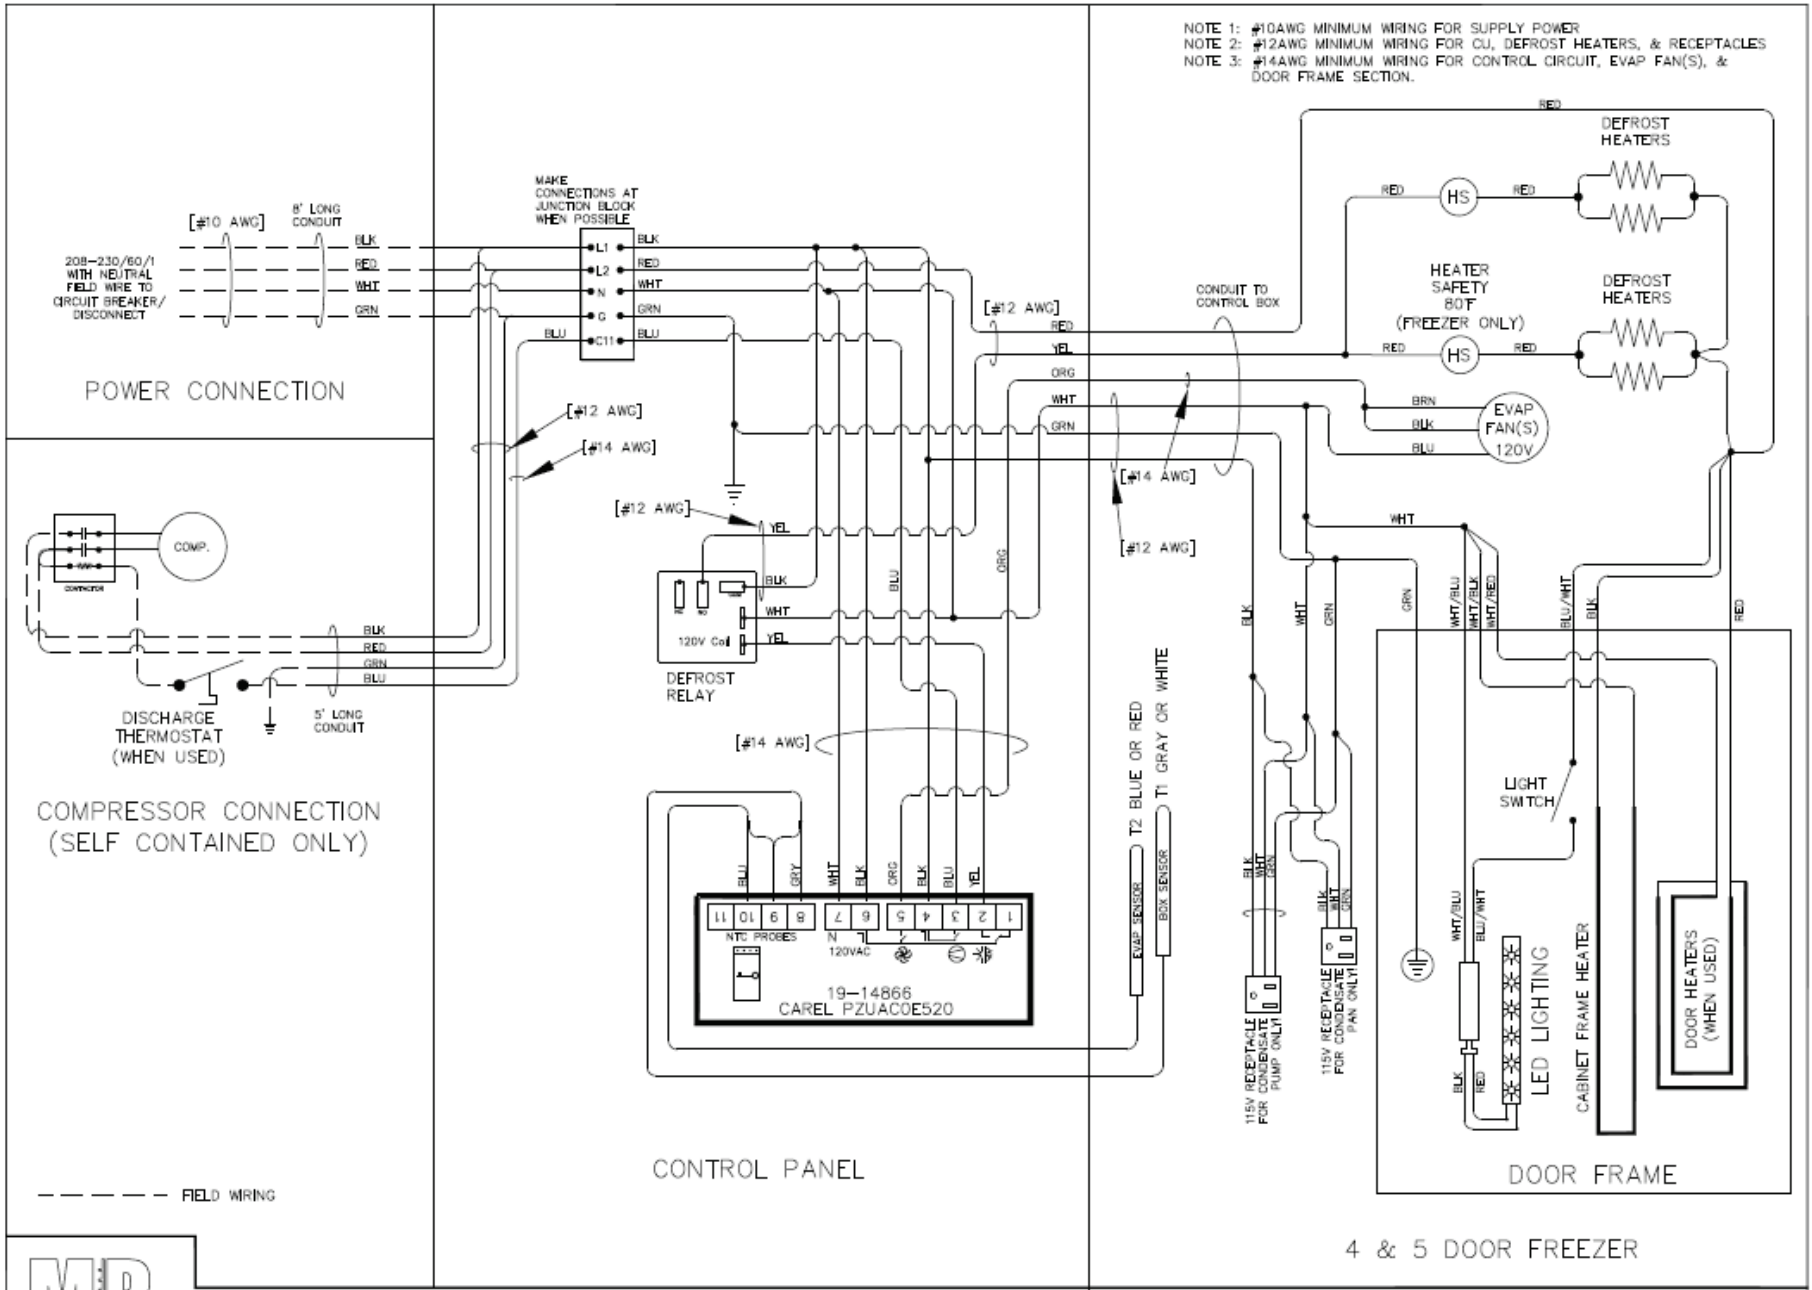 NOTE 1: #10AWG MINIMUM WIRING FOR SUPPLY POWER
NOTE 2: #12AWG MINIMUM WIRING FOR CU, DEFROST HEATERS, & RECEPTACLES
NOTE 3: #14AWG MINIMUM WIRING FOR CONTROL CIRCUIT, EVAP FAN(S), &
DOOR FRAME SECTION.
[#10 AWG]
8' LONG
CONDUIT
208-230/60/1
WITH NEUTRAL
FIELD WIRE TO
CIRCUIT BREAKER/
DISCONNECT
BLK
RED
WHT
GRN
BLU
POWER CONNECTION
MAKE
CONNECTIONS AT
JUNCTION BLOCK
WHEN POSSIBLE
L1
L2
N
G
C11
BLK
RED
WHT
GRN
BLU
[#12 AWG]
[#14 AWG]
COMP.
CONTACTOR
BLK
RED
GRN
BLU
DISCHARGE
THERMOSTAT
(WHEN USED)
5' LONG
CONDUIT
COMPRESSOR CONNECTION
(SELF CONTAINED ONLY)
FIELD WIRING
[#12 AWG]
YEL
BLK
WHT
YEL
120V Coil
DEFROST
RELAY
BLU
ORG
[#14 AWG]
BLU
GRY
WHT
BLK
ORG
BLK
BLU
YEL
11
10
9
8
7
6
5
4
3
2
1
NTC PROBES
N
120VAC
19-14866
CAREL PZUAC0E520
EVAP SENSOR
T2 BLUE OR RED
BOX SENSOR
T1 GRAY OR WHITE
CONTROL PANEL
[#12 AWG]
RED
YEL
ORG
WHT
GRN
CONDUIT TO
CONTROL BOX
[#14 AWG]
[#12 AWG]
RED
DEFROST
HEATERS
RED
HS
RED
HEATER
SAFETY
80°F
(FREEZER ONLY)
DEFROST
HEATERS
RED
HS
RED
BRN
BLK
BLU
EVAP
FAN(S)
120V
WHT
BLK
WHT
GRN
GRN
WHT/BLU
WHT/BLK
WHT/RED
BLU/WHT
BLK
RED
BLK
WHT
GRN
BLK
WHT
GRN
115V RECEPTACLE
FOR CONDENSATE
PUMP ONLY!
115V RECEPTACLE
FOR CONDENSATE
PAN ONLY!
LIGHT
SWITCH
WHT/BLU
BLU/WHT
BLK
RED
LED LIGHTING
CABINET FRAME HEATER
DOOR HEATERS
(WHEN USED)
DOOR FRAME
4 & 5 DOOR FREEZER